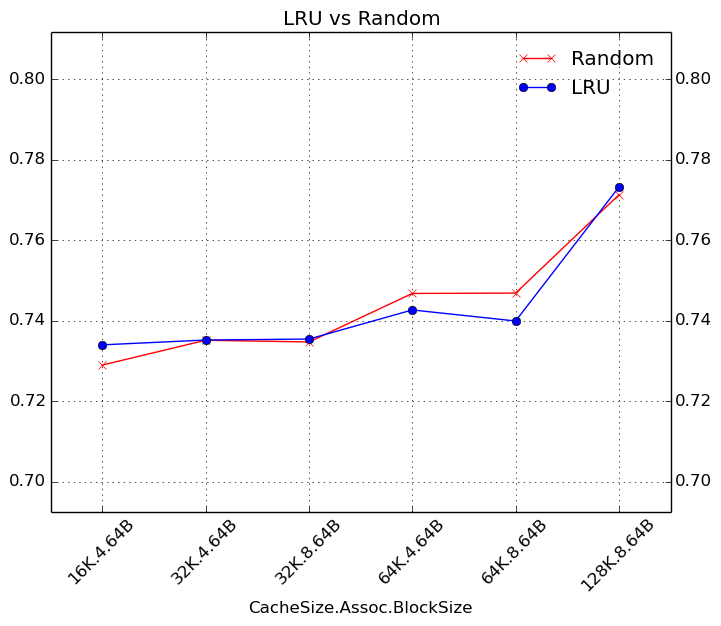 LRU vs Random
Random
LRU
0.80 0.80
0.78 0.78
0.76 0.76
0.74 0.74
0.72 0.72
0.70 0.70
16K.4.64B 32K.4.64B 32K.8.64B 64K.4.64B 64K.8.64B 128K.8.64B
CacheSize.Assoc.BlockSize